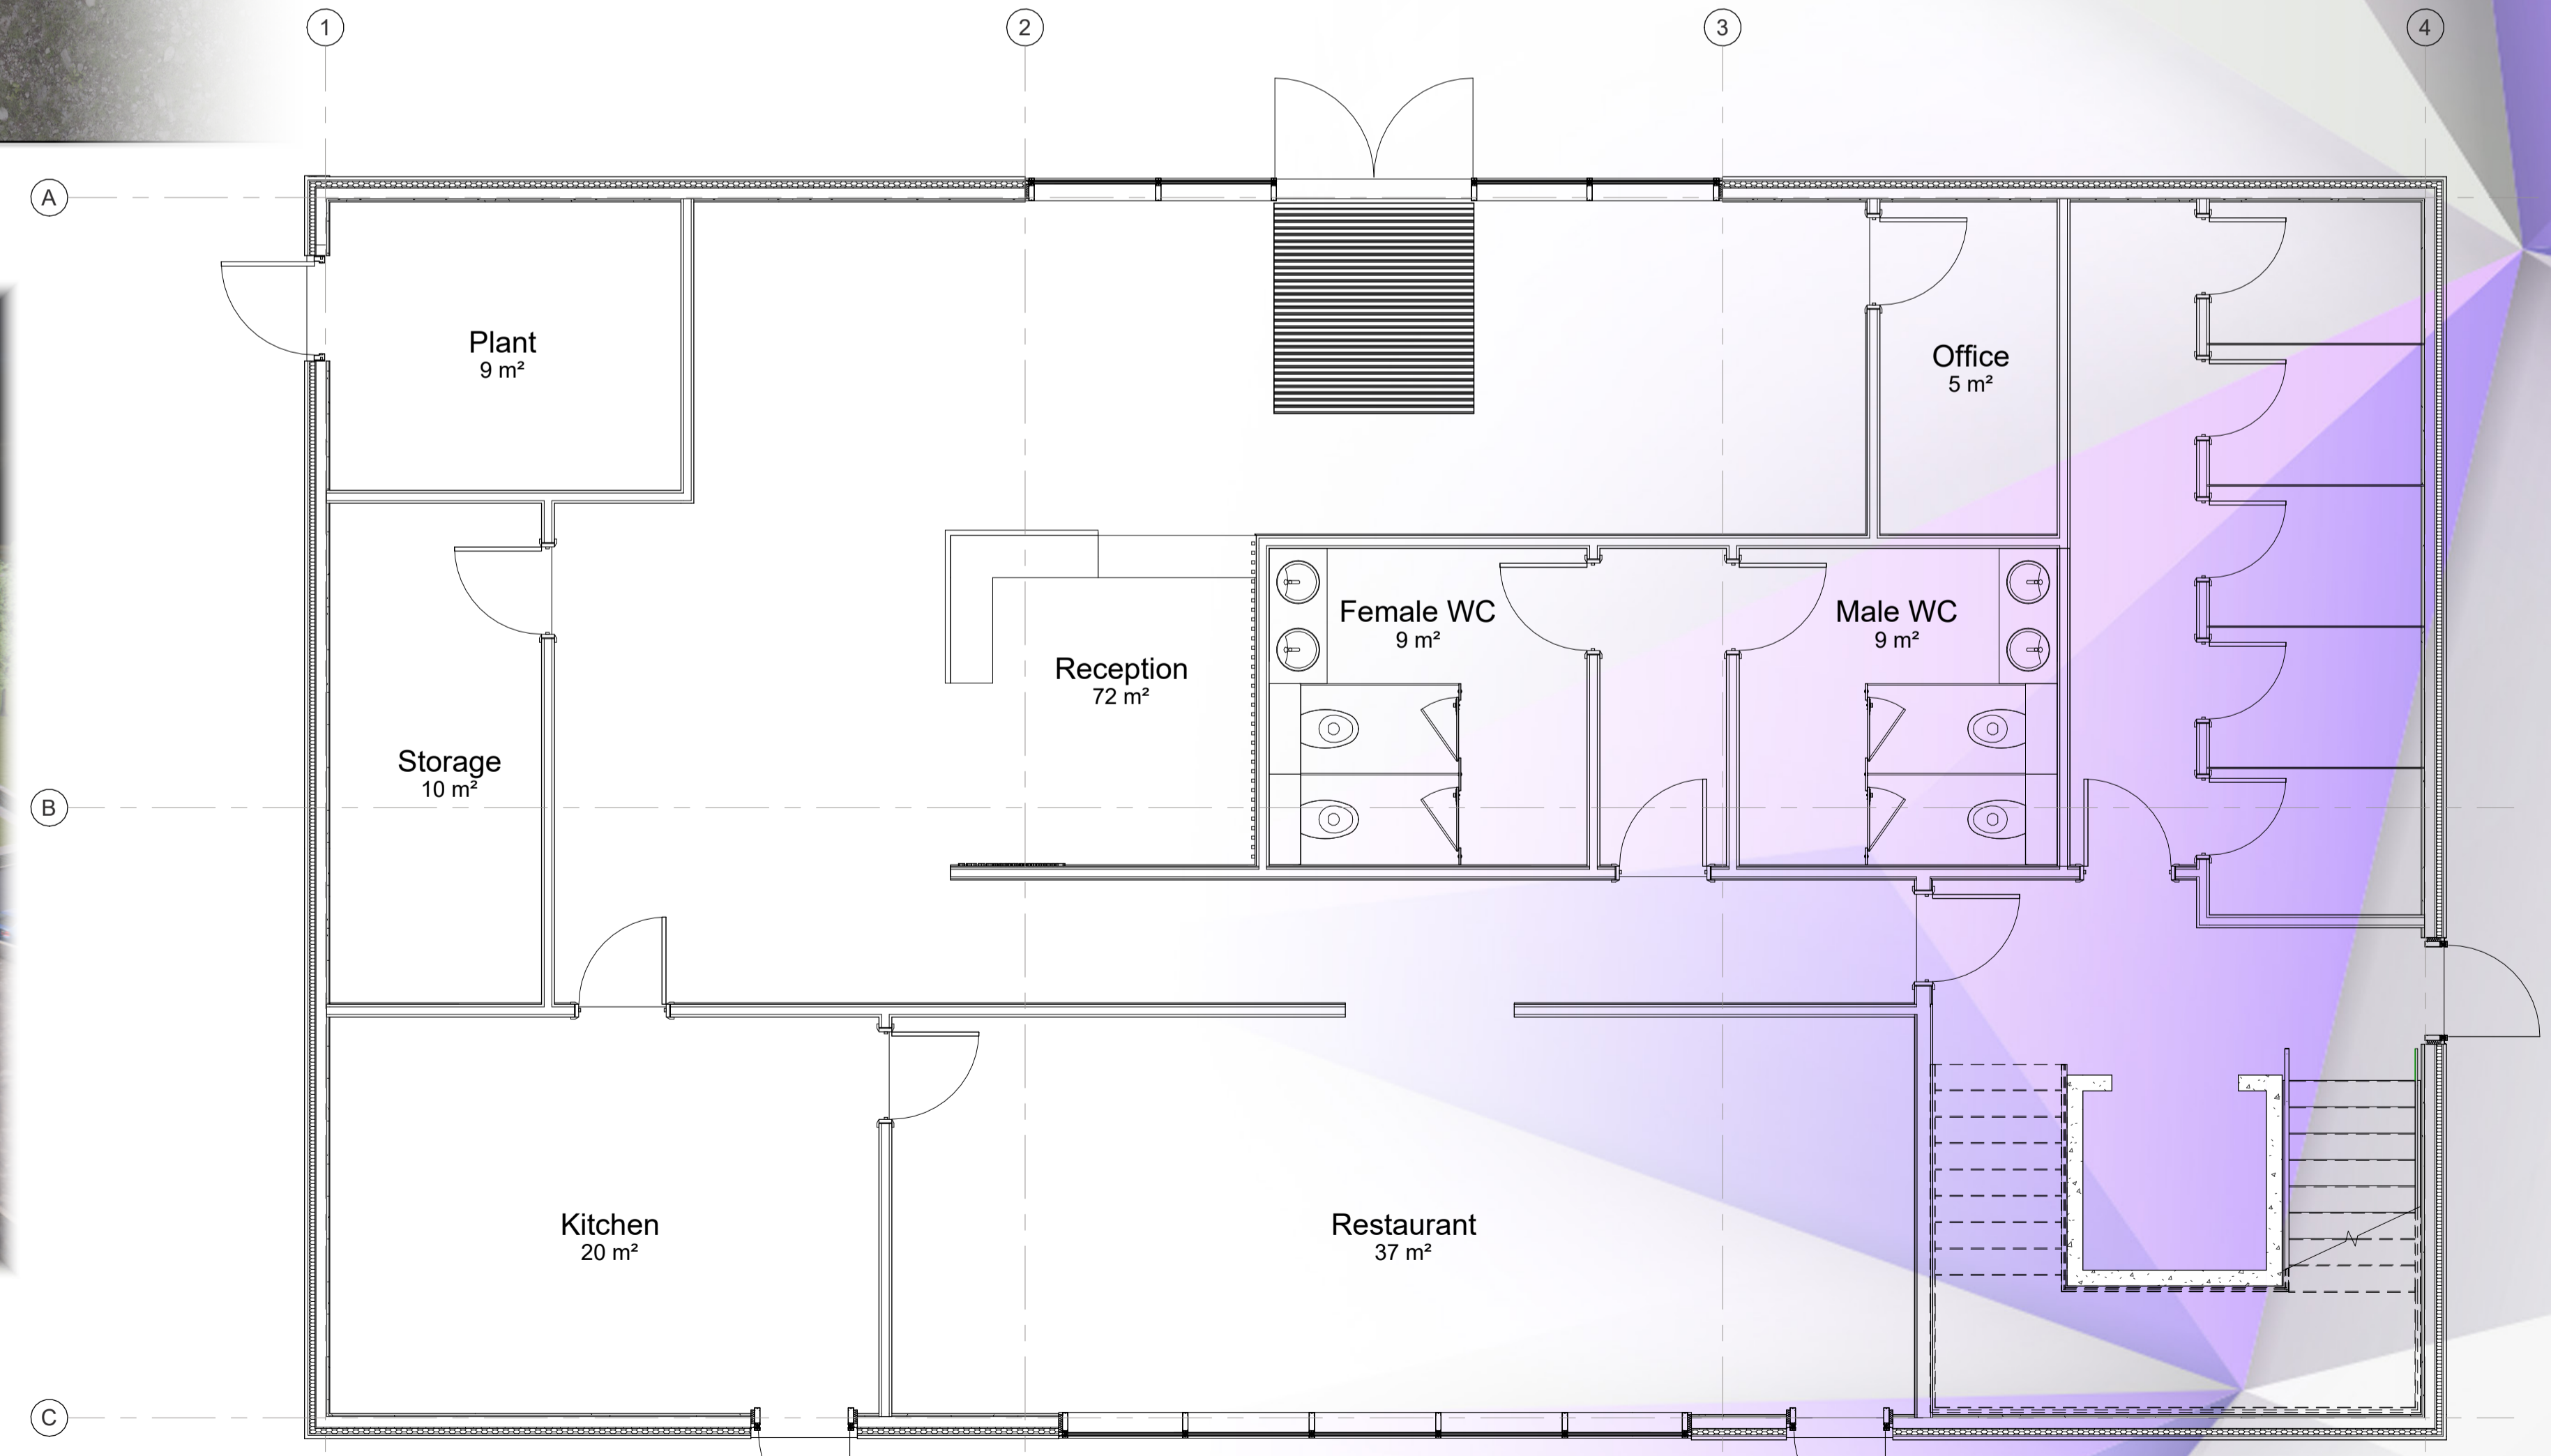 1
2
3
4
A
Plant
9 m²
Office
5 m²
Female WC
9 m²
Male WC
9 m²
Reception
72 m²
Storage
10 m²
B
Kitchen
20 m²
Restaurant
37 m²
C